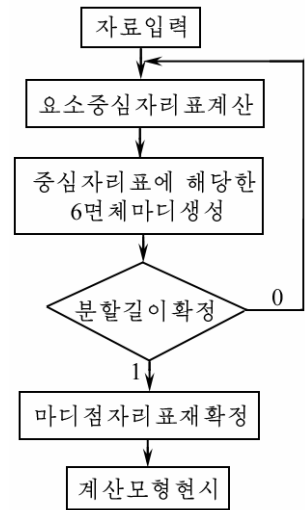 자료입력
요소중심자리표계산
중심자리표에 해당한
6면체마디생성
분할길이확정
0
1
마디점자리표재확정
계산모형현시